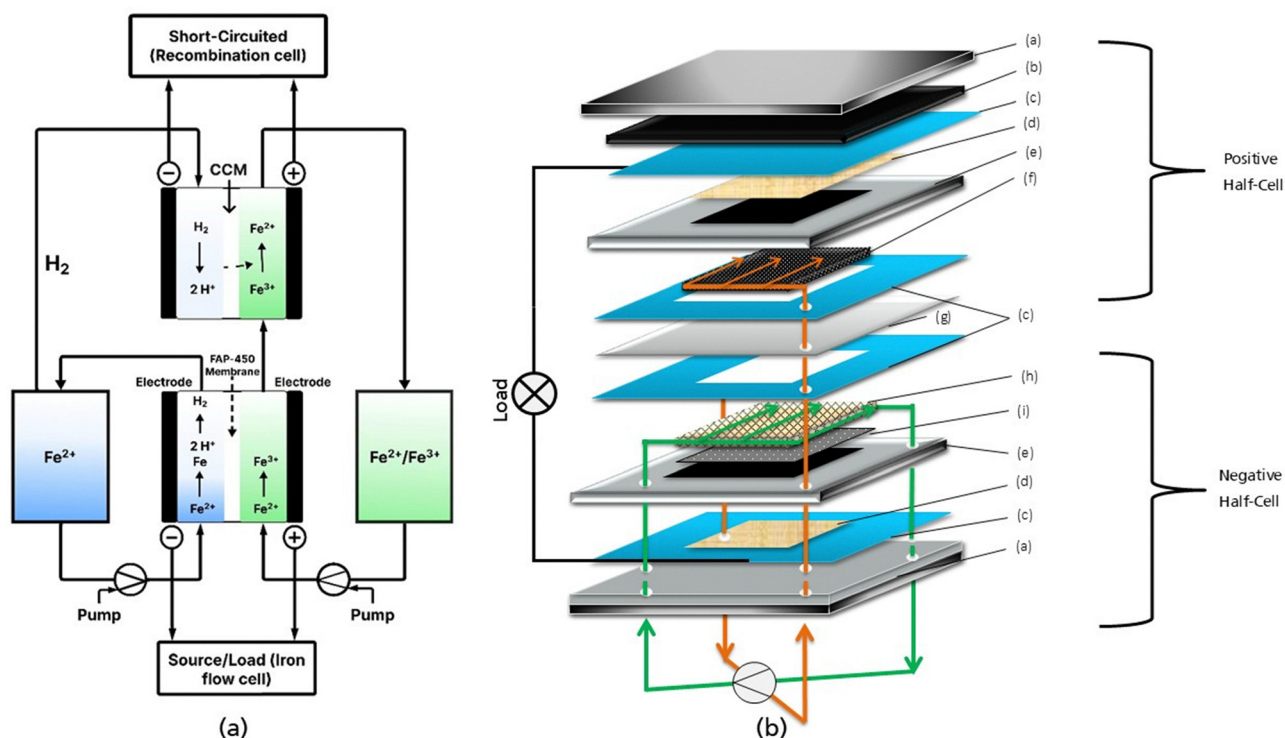 Short-Circuited
(Recombination cell)
−
+
CCM
H₂
H₂
2 H⁺
Fe²⁺
Fe³⁺
Electrode
FAP-450
Membrane
Electrode
Fe²⁺
H₂
2 H⁺
Fe
Fe²⁺
Fe³⁺
Fe²⁺
Fe²⁺/Fe³⁺
−
+
Pump
Pump
Source/Load (Iron
flow cell)
(a)
(a)
(b)
(c)
(d)
(e)
(f)
(c)
(g)
(h)
(i)
(e)
(d)
(c)
(a)
Load
Positive
Half-Cell
Negative
Half-Cell
(b)